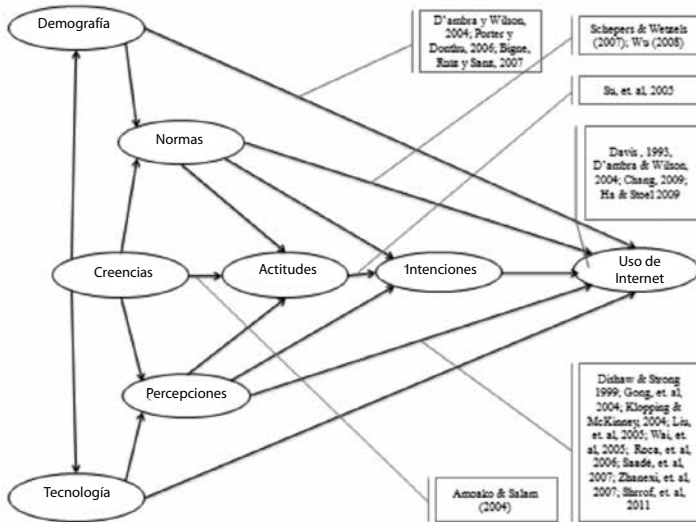 Demografía
D'ambra y Wilson,
2004; Porter y
Donthu, 2006; Bigne,
Ruiz y Sanz, 2007
Schepers & Wetzels
(2007); Wu (2008)
Su, et. al, 2005
Normas
Davis , 1993,
D'ambra & Wilson,
2004; Chang, 2009;
Ha & Stoel 2009
Creencias
Actitudes
Intenciones
Uso de
Internet
Percepciones
Dishaw & Strong
1999; Gong, et. al,
2004; Klopping &
McKinney, 2004; Liu,
et. al, 2005; Wai, et.
al, 2005; Roca, et. al,
2006; Saade, et. al,
2007; Zhanexi, et. al,
2007; Shrrof, et. al,
2011
Tecnología
Amoako & Salam
(2004)